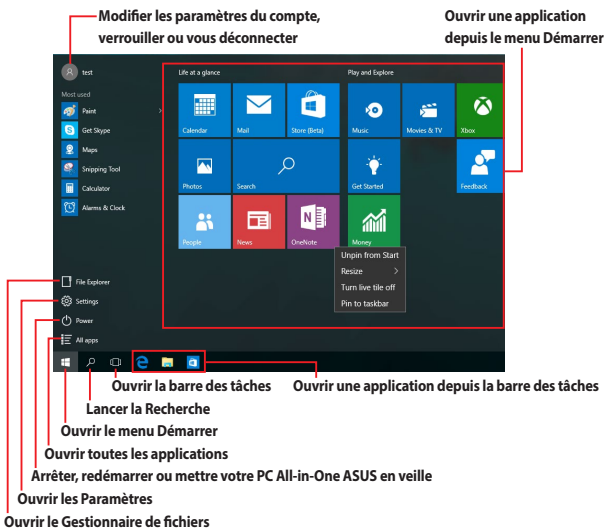 Modifier les paramètres du compte,
verrouiller ou vous déconnecter
Ouvrir une application
depuis le menu Démarrer
test
Most used
Paint
Get Skype
Maps
Snipping Tool
Calculator
Alarms & Clock
File Explorer
Settings
Power
All apps
Life at a glance
Calendar
Mail
Store (Beta)
Photos
Search
People
News
OneNote
Play and Explore
Music
Movies & TV
Xbox
Get Started
Feedback
Money
Unpin from Start
Resize
Turn live tile off
Pin to taskbar
Ouvrir la barre des tâches
Ouvrir une application depuis la barre des tâches
Lancer la Recherche
Ouvrir le menu Démarrer
Ouvrir toutes les applications
Arrêter, redémarrer ou mettre votre PC All-in-One ASUS en veille
Ouvrir les Paramètres
Ouvrir le Gestionnaire de fichiers